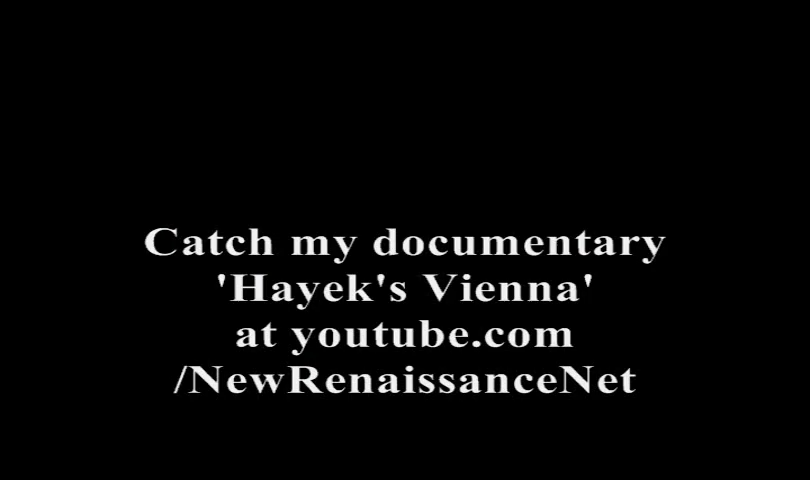 Catch my documentary
'Hayek's Vienna'
at youtube.com
/NewRenaissanceNet